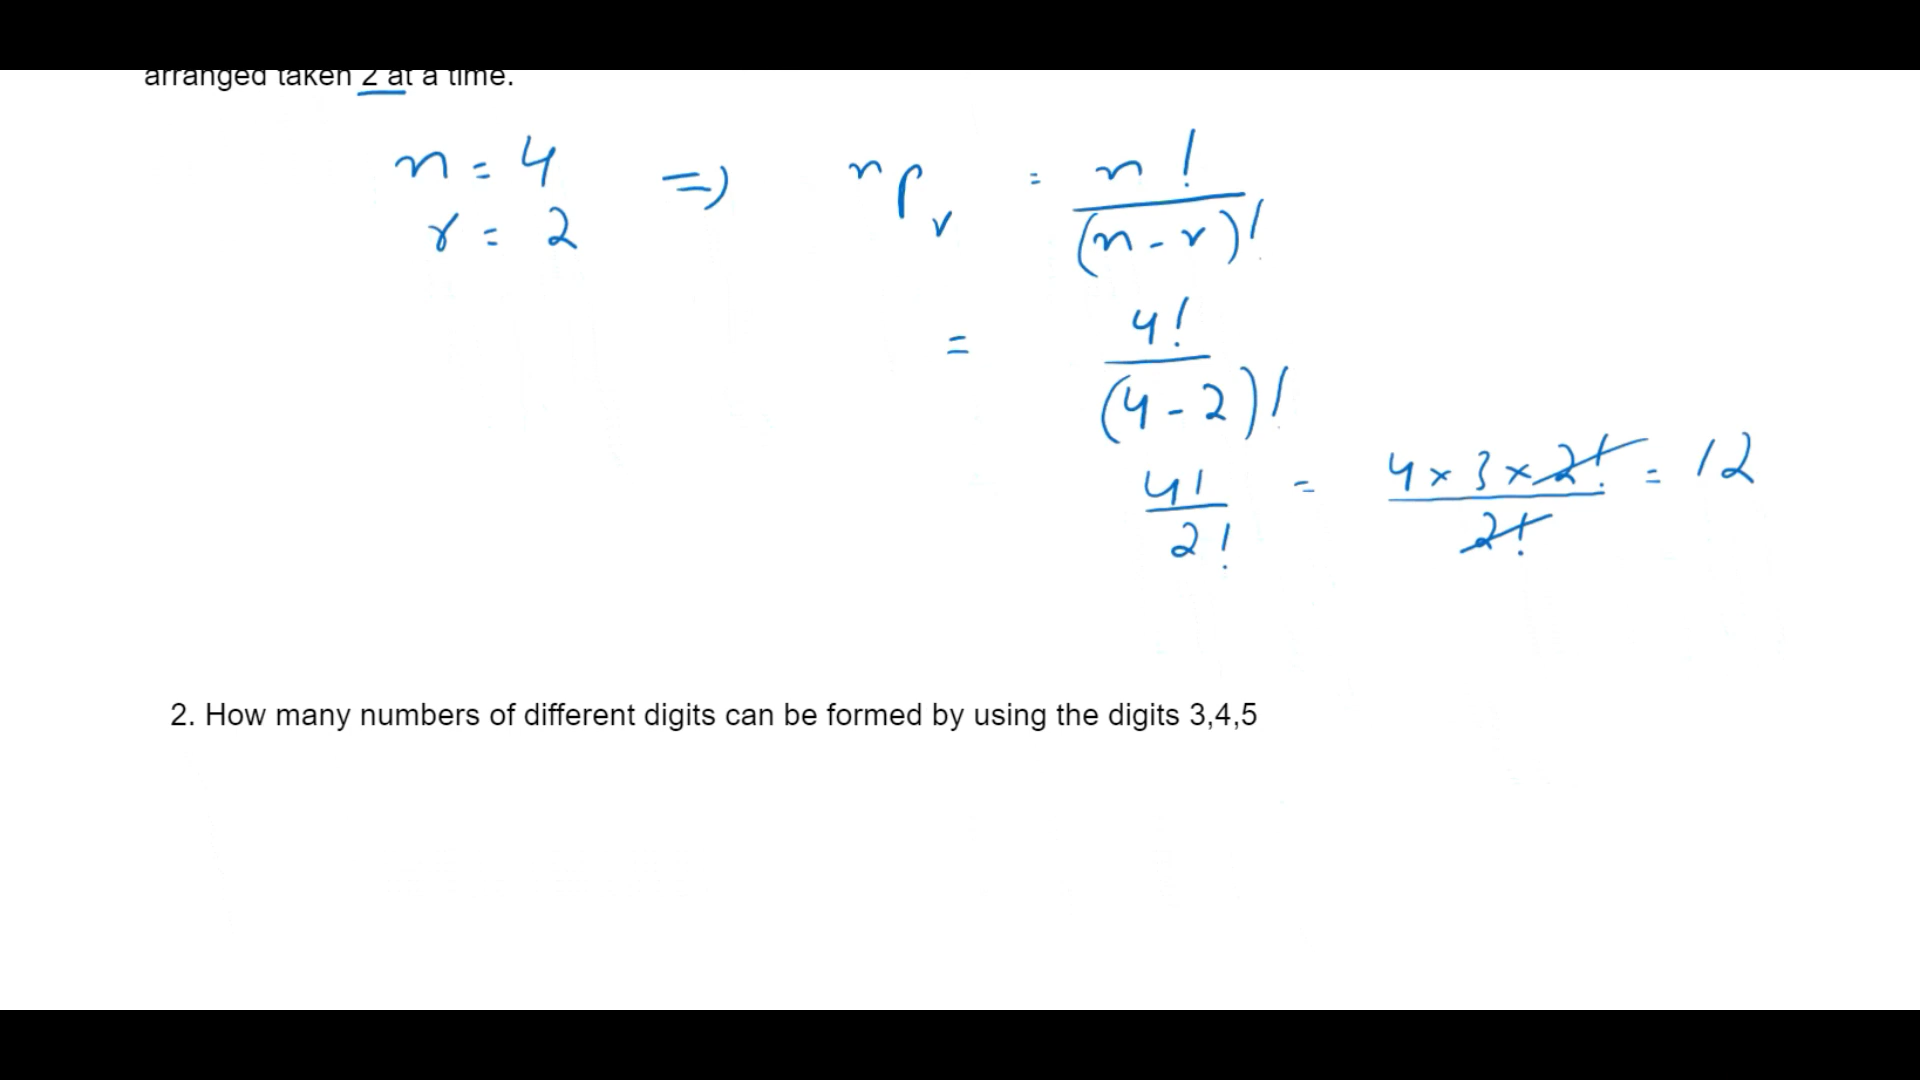 arranged taken 2 at a time.
n = 4 => nPr = n! / (n - r)!
r = 2
= 4! / (4 - 2)!
4! / 2! = 4 x 3 x 2! / 2! = 12
2. How many numbers of different digits can be formed by using the digits 3,4,5